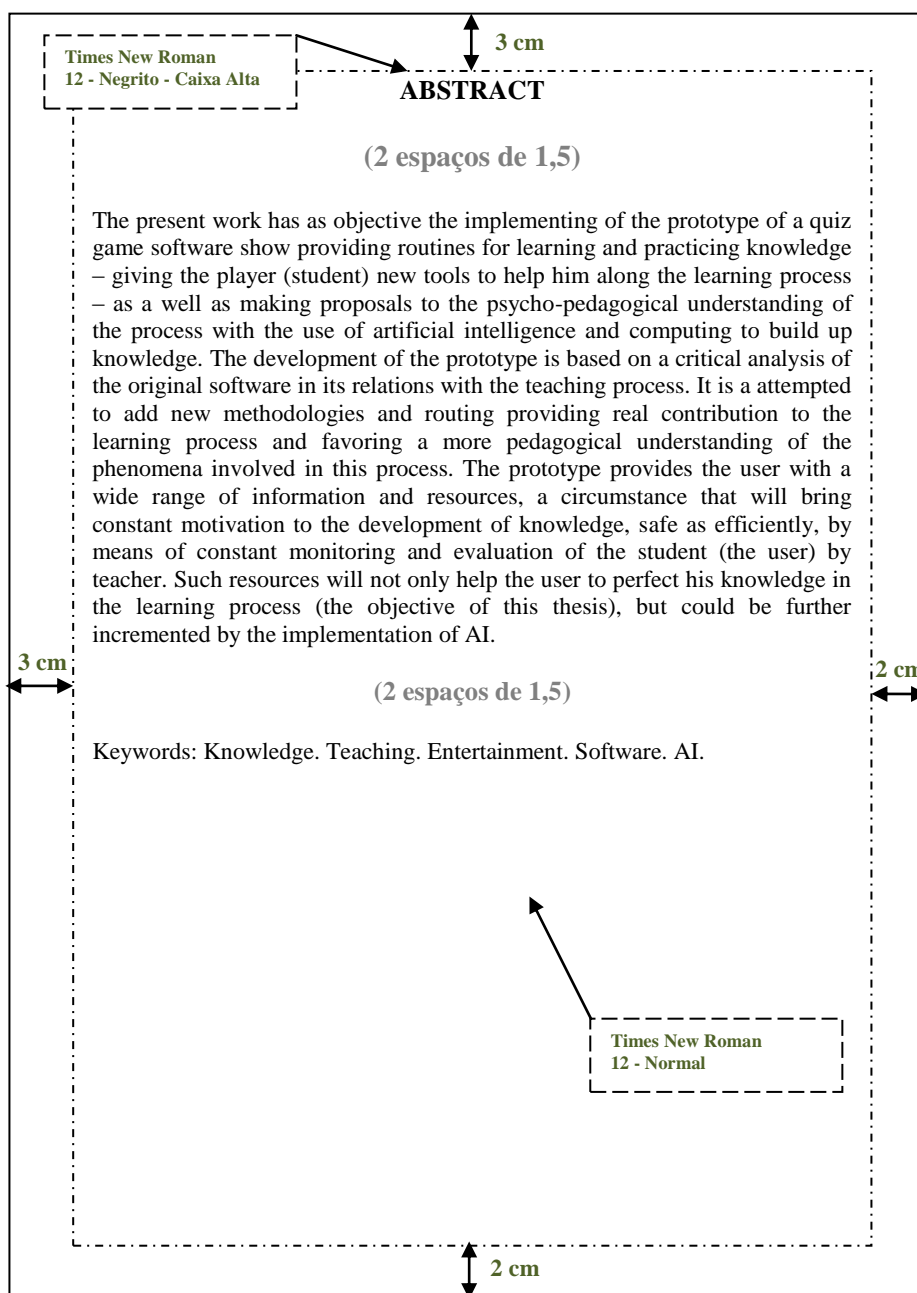 3 cm
Times New Roman
12 - Negrito - Caixa Alta
ABSTRACT
(2 espaços de 1,5)
The present work has as objective the implementing of the prototype of a quiz
game software show providing routines for learning and practicing knowledge
– giving the player (student) new tools to help him along the learning process
– as a well as making proposals to the psycho-pedagogical understanding of
the process with the use of artificial intelligence and computing to build up
knowledge. The development of the prototype is based on a critical analysis of
the original software in its relations with the teaching process. It is a attempted
to add new methodologies and routing providing real contribution to the
learning process and favoring a more pedagogical understanding of the
phenomena involved in this process. The prototype provides the user with a
wide range of information and resources, a circumstance that will bring
constant motivation to the development of knowledge, safe as efficiently, by
means of constant monitoring and evaluation of the student (the user) by
teacher. Such resources will not only help the user to perfect his knowledge in
the learning process (the objective of this thesis), but could be further
incremented by the implementation of AI.
3 cm
2 cm
(2 espaços de 1,5)
Keywords: Knowledge. Teaching. Entertainment. Software. AI.
Times New Roman
12 - Normal
2 cm